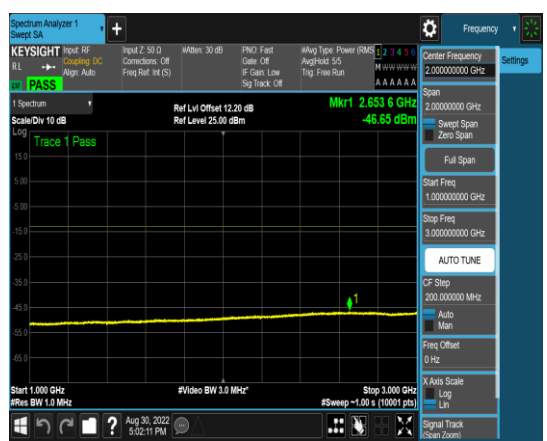 Spectrum Analyzer 1
Swept SA
+
Frequency
KEYSIGHT
RL
Input: RF
Coupling: DC
Align: Auto
PASS
Input Z: 50 Ω
Corrections: Off
Freq Ref: Int (S)
#Atten: 30 dB
PNO: Fast
Gate: Off
IF Gain: Low
Sig Track: Off
#Avg Type: Power (RMS
Avg|Hold: 5/5
Trig: Free Run
1 2 3 4 5 6
M W W W W W
A A A A A A
1 Spectrum
Scale/Div 10 dB
Ref Lvl Offset 12.20 dB
Ref Level 25.00 dBm
Mkr1 2.653 6 GHz
-46.65 dBm
Log
Trace 1 Pass
15.0
5.00
-5.00
-15.0
-25.0
-35.0
-45.0
-55.0
-65.0
1
Start 1.000 GHz
#Res BW 1.0 MHz
#Video BW 3.0 MHz*
Stop 3.000 GHz
#Sweep ~1.00 s (10001 pts)
?
Aug 30, 2022
5:02:11 PM
Center Frequency
2.000000000 GHz
Settings
Span
2.00000000 GHz
Swept Span
Zero Span
Full Span
Start Freq
1.000000000 GHz
Stop Freq
3.000000000 GHz
AUTO TUNE
CF Step
200.000000 MHz
Auto
Man
Freq Offset
0 Hz
X Axis Scale
Log
Lin
Signal Track
(Span Zoom)